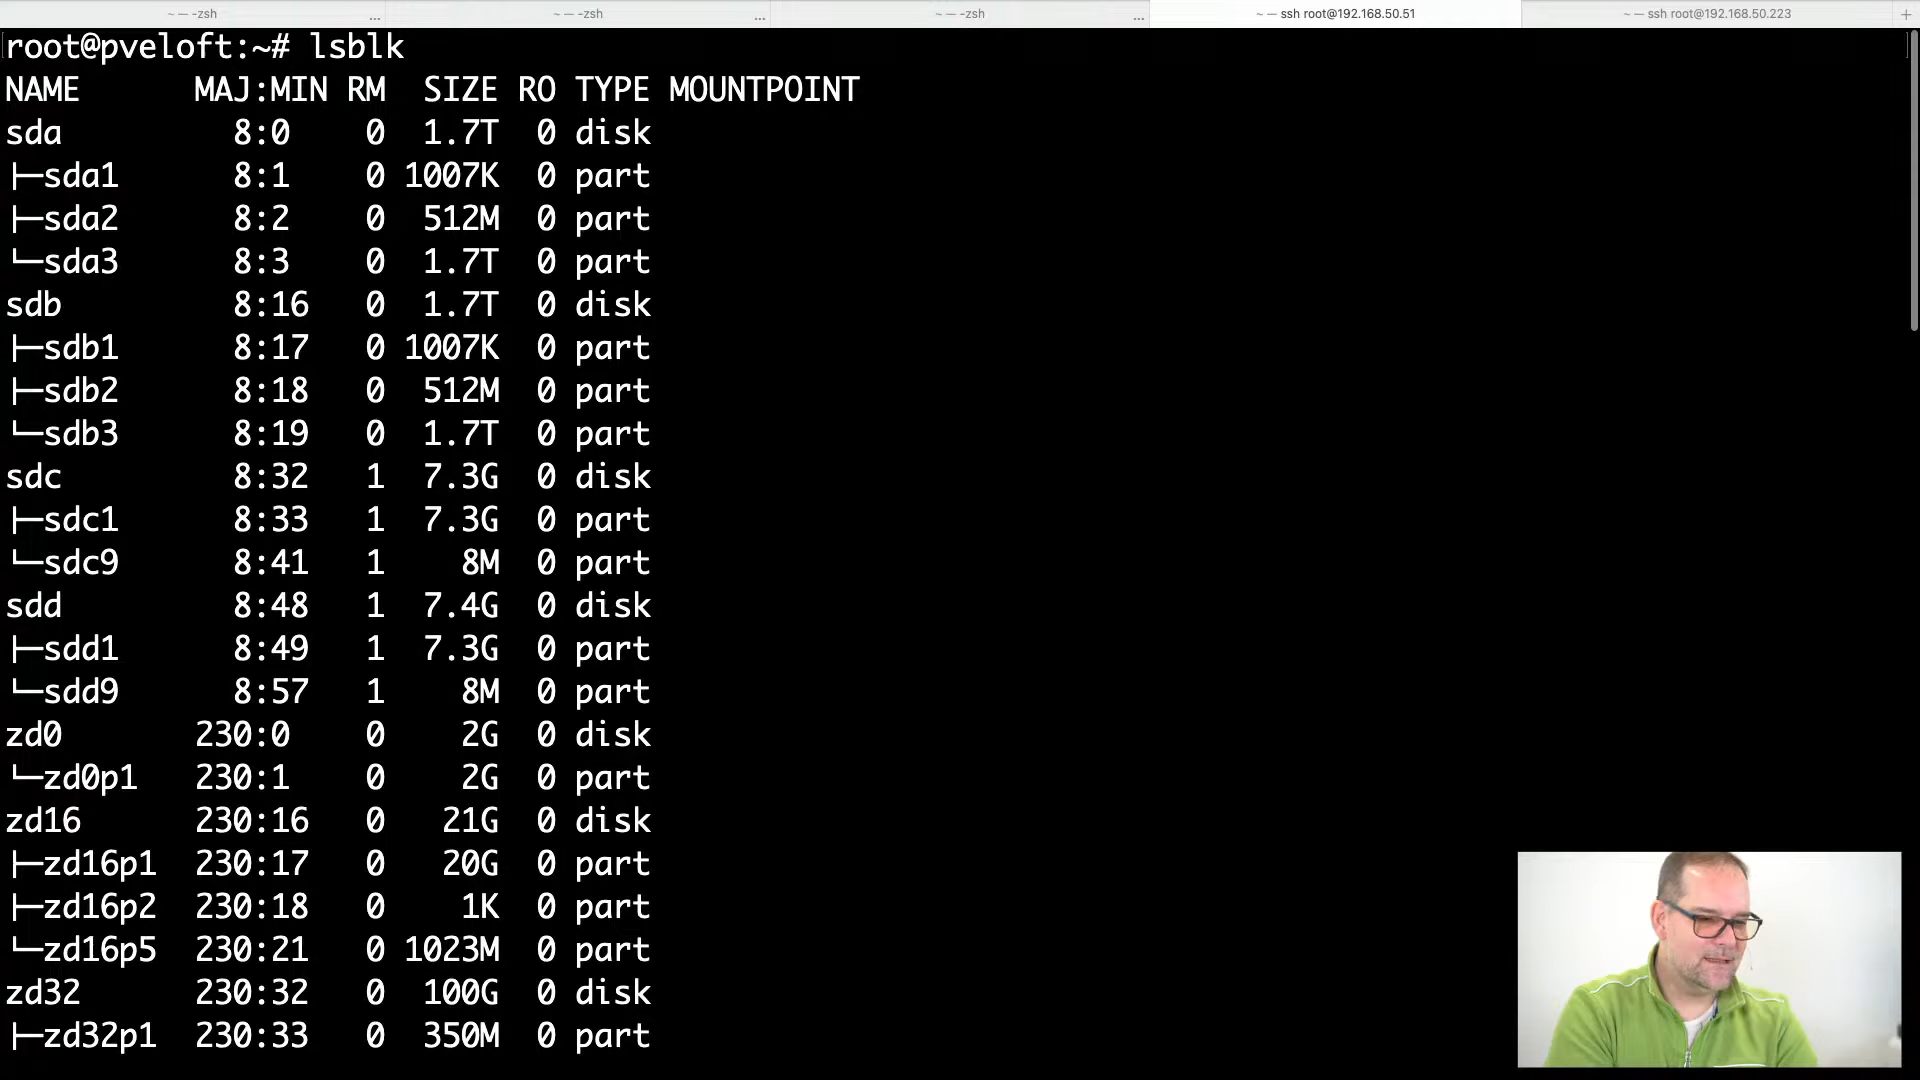 ~ — -zsh ... ~ — -zsh ... ~ — -zsh ... ~ — ssh root@192.168.50.51 ~ — ssh root@192.168.50.223 +
root@pveloft:~# lsblk
NAME MAJ:MIN RM SIZE RO TYPE MOUNTPOINT
sda 8:0 0 1.7T 0 disk
├─sda1 8:1 0 1007K 0 part
├─sda2 8:2 0 512M 0 part
└─sda3 8:3 0 1.7T 0 part
sdb 8:16 0 1.7T 0 disk
├─sdb1 8:17 0 1007K 0 part
├─sdb2 8:18 0 512M 0 part
└─sdb3 8:19 0 1.7T 0 part
sdc 8:32 1 7.3G 0 disk
├─sdc1 8:33 1 7.3G 0 part
└─sdc9 8:41 1 8M 0 part
sdd 8:48 1 7.4G 0 disk
├─sdd1 8:49 1 7.3G 0 part
└─sdd9 8:57 1 8M 0 part
zd0 230:0 0 2G 0 disk
└─zd0p1 230:1 0 2G 0 part
zd16 230:16 0 21G 0 disk
├─zd16p1 230:17 0 20G 0 part
├─zd16p2 230:18 0 1K 0 part
└─zd16p5 230:21 0 1023M 0 part
zd32 230:32 0 100G 0 disk
├─zd32p1 230:33 0 350M 0 part